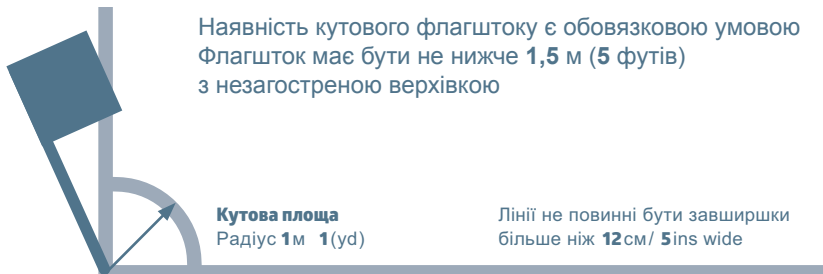 Наявність кутового флагштоку є обовязковою умовою
Флагшток має бути не нижче 1,5 м (5 футів)
з незагостреною верхівкою
Кутова площа
Радіус 1м 1(yd)
Лінії не повинні бути завширшки
більше ніж 12см/ 5ins wide